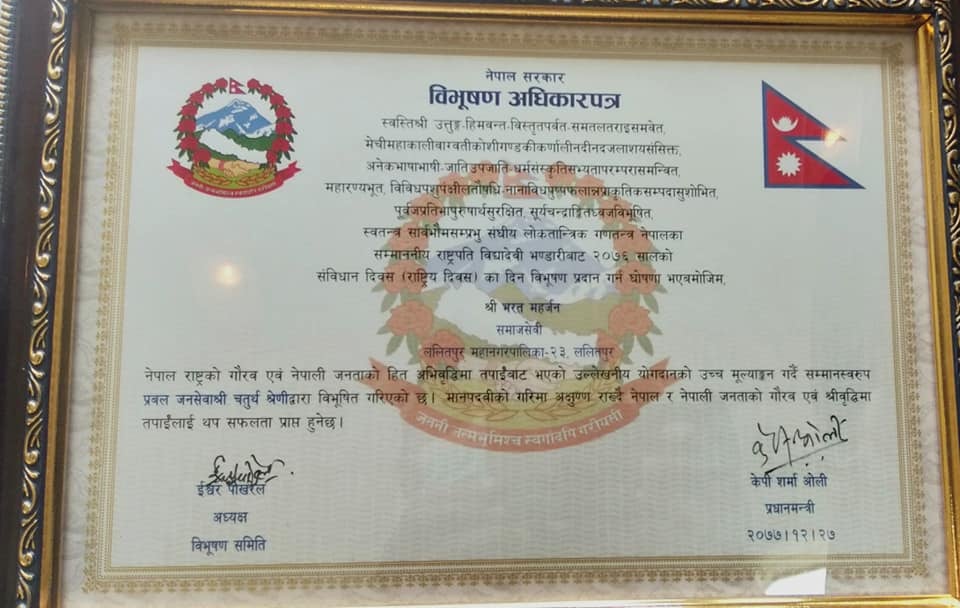 नेपाल सरकार
विभूषण अधिकारपत्र
स्वस्तिश्री उत्तुङ्ग-हिमवन्त-विस्तृतपर्वत-समतलतराइसमवेत,
मेचीमहाकालीवाग्वतीकोशीगण्डकीकर्णालीनदीनदजलाशयसंसिक्त,
अनेकभाषाभाषी-जातिउपजाति-धर्मसंस्कृतिसभ्यतापरम्परासमन्वित,
महारण्यभूत, विविधपशुपंक्षीलतौषधि-नानाविधपुष्पफलान्नप्राकृतिकसम्पदासुशोभित,
पूर्वजप्रतिभापुरुषार्थसुरक्षित, सूर्यचन्द्राङ्कितध्वजविभूषित,
स्वतन्त्र सार्वभौमसम्प्रभु संघीय लोकतान्त्रिक गणतन्त्र नेपालका
सम्माननीय राष्ट्रपति विद्यादेवी भण्डारीबाट २०७६ सालको
संविधान दिवस (राष्ट्रिय दिवस) का दिन विभूषण प्रदान गर्ने घोषणा भएबमोजिम,
श्री भरत महर्जन
समाजसेवी
ललितपुर महानगरपालिका-२३, ललितपुर
नेपाल राष्ट्रको गौरव एवं नेपाली जनताको हित अभिवृद्धिमा तपाईंबाट भएको उल्लेखनीय योगदानको उच्च मूल्याङ्कन गर्दै सम्मानस्वरुप
प्रवल जनसेवाश्री चतुर्थ श्रेणीद्वारा विभूषित गरिएको छ। मानपदवीको गरिमा अक्षुण्ण राख्दै नेपाल र नेपाली जनताको गौरव एवं श्रीवृद्धिमा
तपाईंलाई थप सफलता प्राप्त हुनेछ।
जननी जन्मभूमिश्च स्वर्गादपि गरीयसी
ईश्वर पोखरेल
अध्यक्ष
विभूषण समिति
केपी शर्मा ओली
प्रधानमन्त्री
२०७७।१२।२७